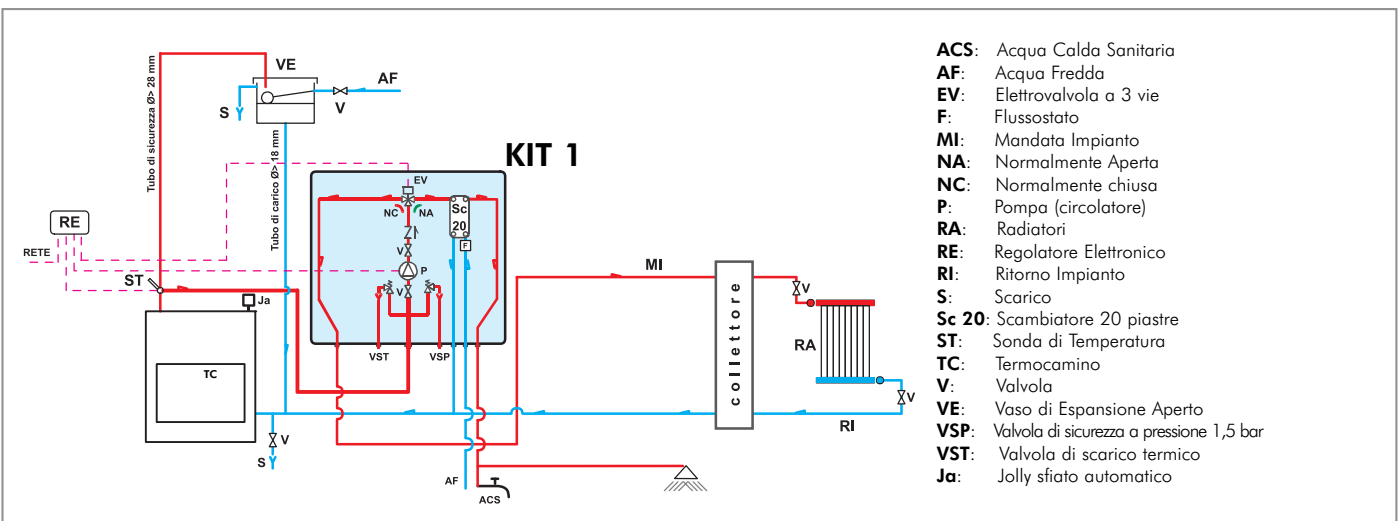 VE
AF
S
V
Tubo di sicurezza Ø> 28 mm
Tubo di carico Ø> 18 mm
KIT 1
EV
NC
NA
Sc
20
F
V
P
V
RE
RETE
ST
Ja
TC
VST
VSP
MI
collettore
V
RA
V
RI
V
S
AF
ACS
ACS: Acqua Calda Sanitaria
AF: Acqua Fredda
EV: Elettrovalvola a 3 vie
F: Flussostato
MI: Mandata Impianto
NA: Normalmente Aperta
NC: Normalmente chiusa
P: Pompa (circolatore)
RA: Radiatori
RE: Regolatore Elettronico
RI: Ritorno Impianto
S: Scarico
Sc 20: Scambiatore 20 piastre
ST: Sonda di Temperatura
TC: Termocamino
V: Valvola
VE: Vaso di Espansione Aperto
VSP: Valvola di sicurezza a pressione 1,5 bar
VST: Valvola di scarico termico
Ja: Jolly sfiato automatico